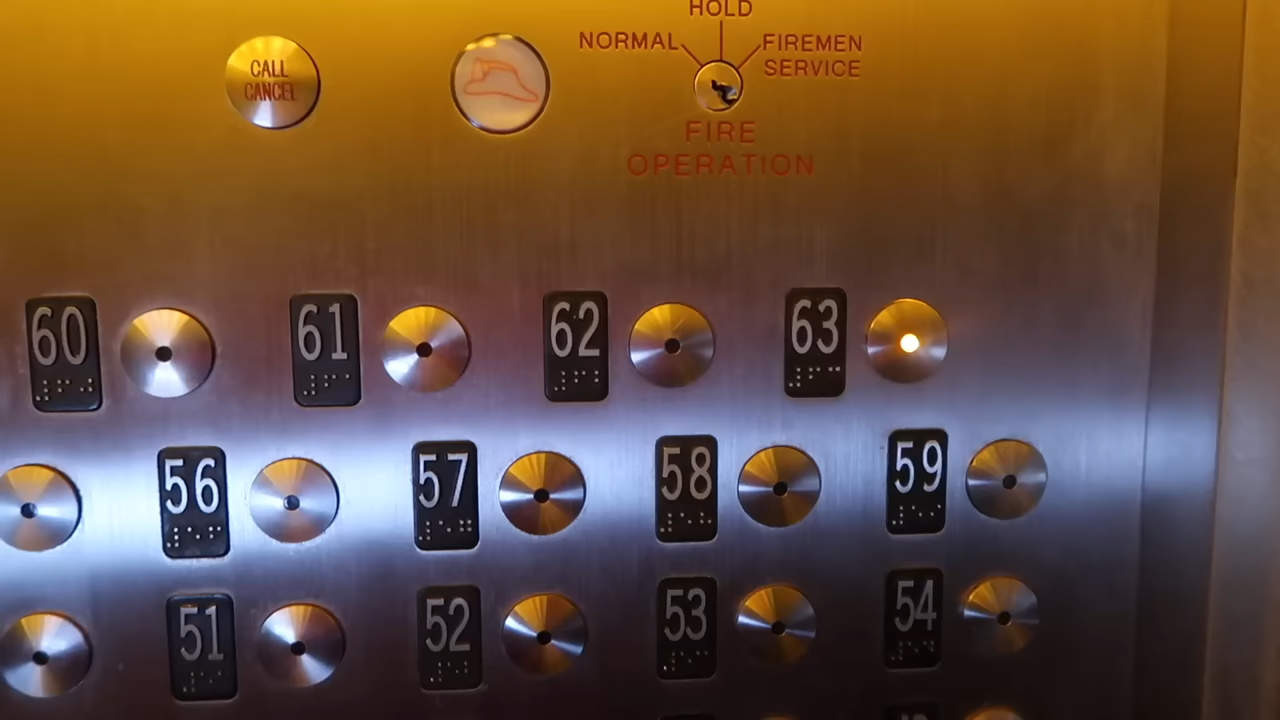 HOLD
NORMAL
FIREMEN
SERVICE
CALL
CANCEL
FIRE
OPERATION
60 61 62 63
56 57 58 59
51 52 53 54